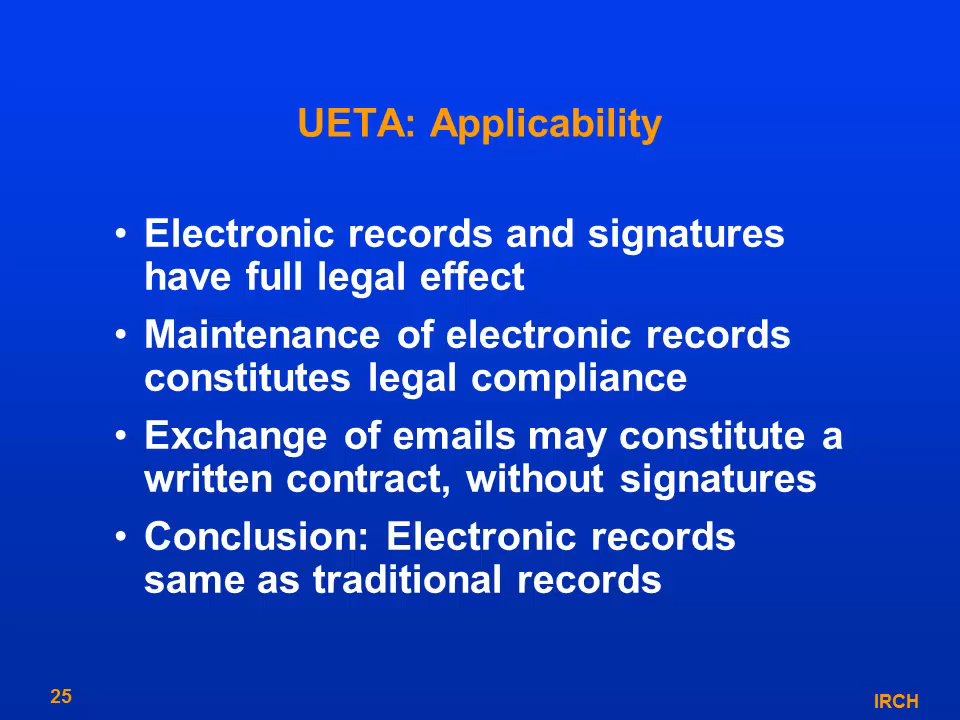 UETA: Applicability
• Electronic records and signatures
have full legal effect
• Maintenance of electronic records
constitutes legal compliance
• Exchange of emails may constitute a
written contract, without signatures
• Conclusion: Electronic records
same as traditional records
25
IRCH